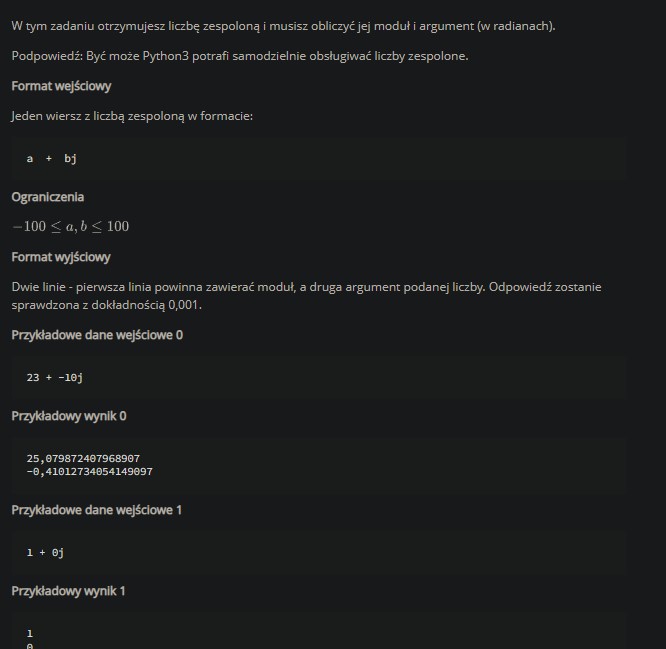 W tym zadaniu otrzymujesz liczbę zespoloną i musisz obliczyć jej moduł i argument (w radianach).
Podpowiedź: Być może Python3 potrafi samodzielnie obsługiwać liczby zespolone.
Format wejściowy
Jeden wiersz z liczbą zespoloną w formacie:
a + bj
Ograniczenia
−100 ≤ a, b ≤ 100
Format wyjściowy
Dwie linie - pierwsza linia powinna zawierać moduł, a druga argument podanej liczby. Odpowiedź zostanie
sprawdzona z dokładnością 0,001.
Przykładowe dane wejściowe 0
23 + -10j
Przykładowy wynik 0
25,079872407968907
-0,41012734054149097
Przykładowe dane wejściowe 1
1 + 0j
Przykładowy wynik 1
1
0